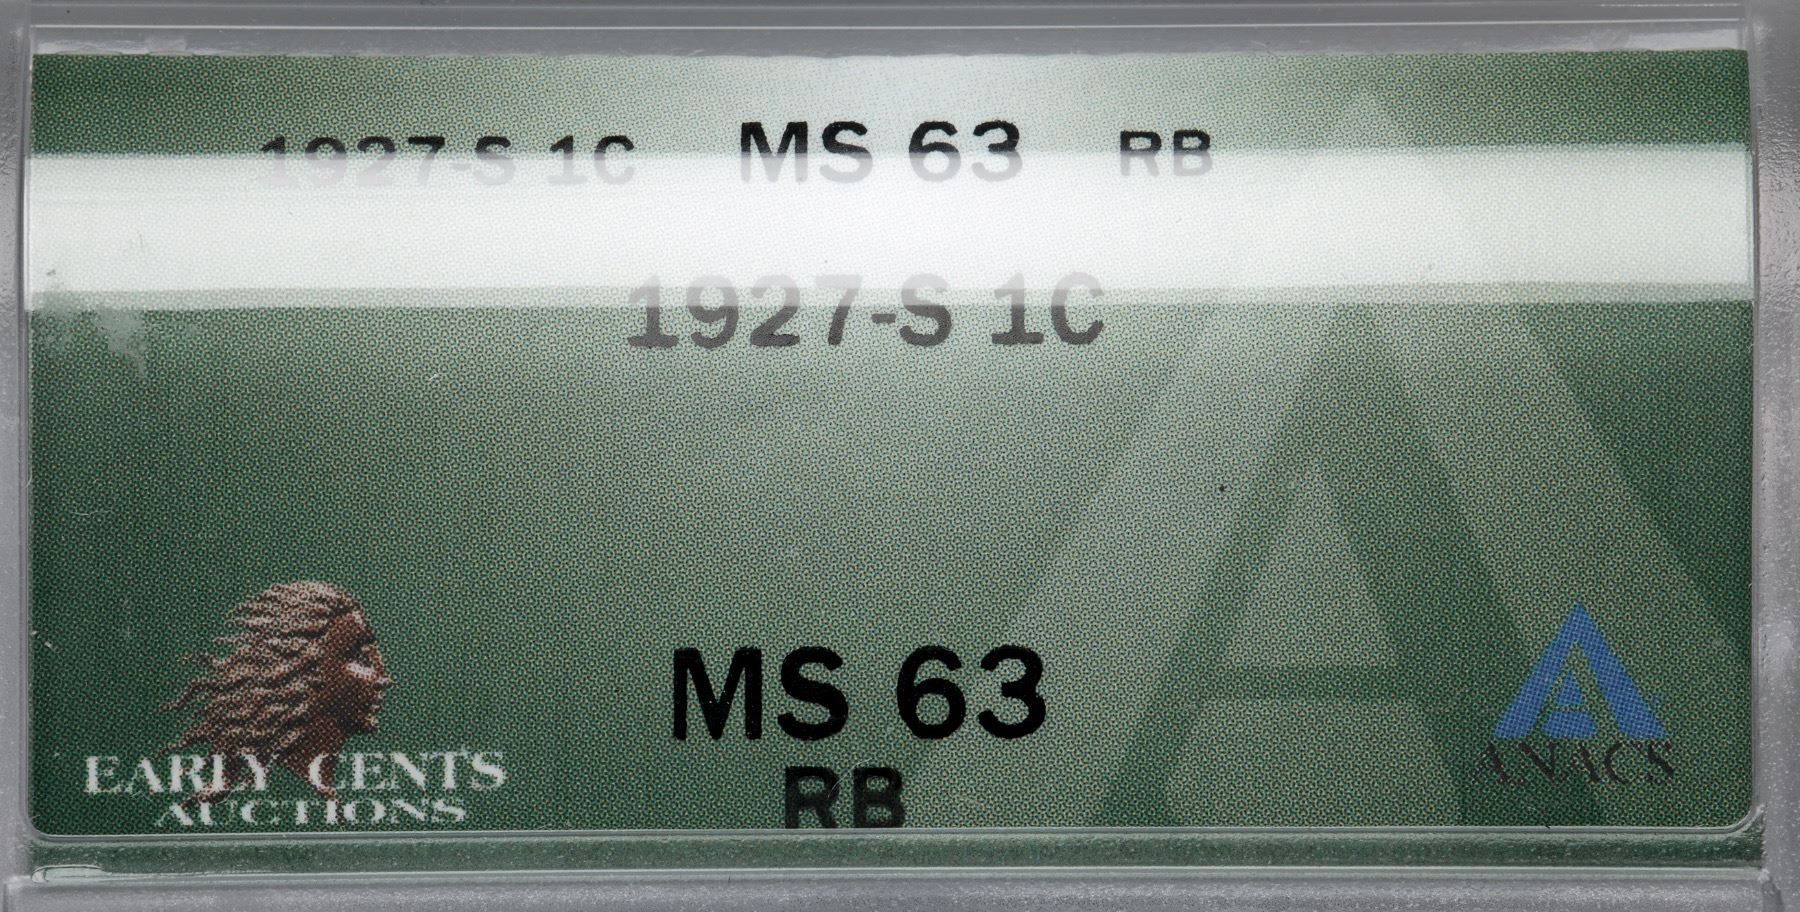 1927-S 1C MS 63 RB
1927-S 1C
MS 63
RB
EARLY CENTS
AUCTIONS
ANACS